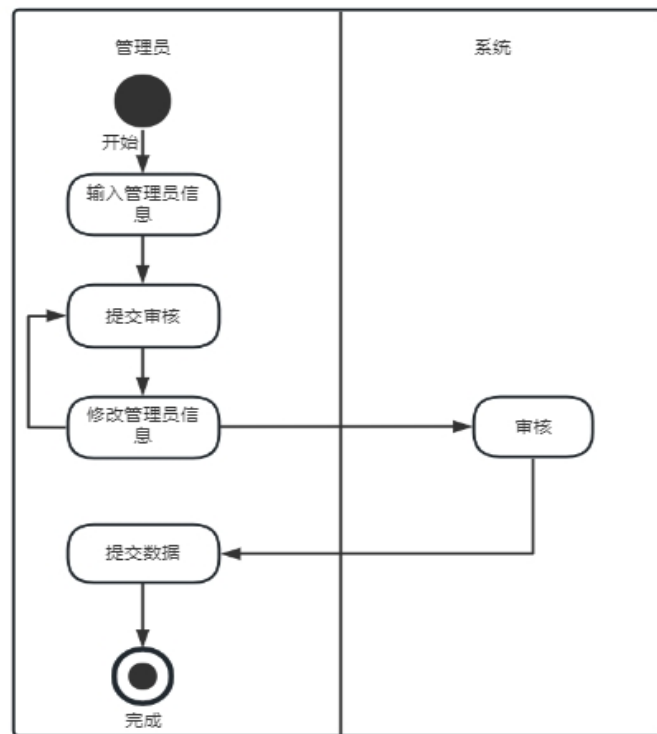 管理员
系统
开始
输入管理员信
息
提交审核
修改管理员信
息
审核
提交数据
完成